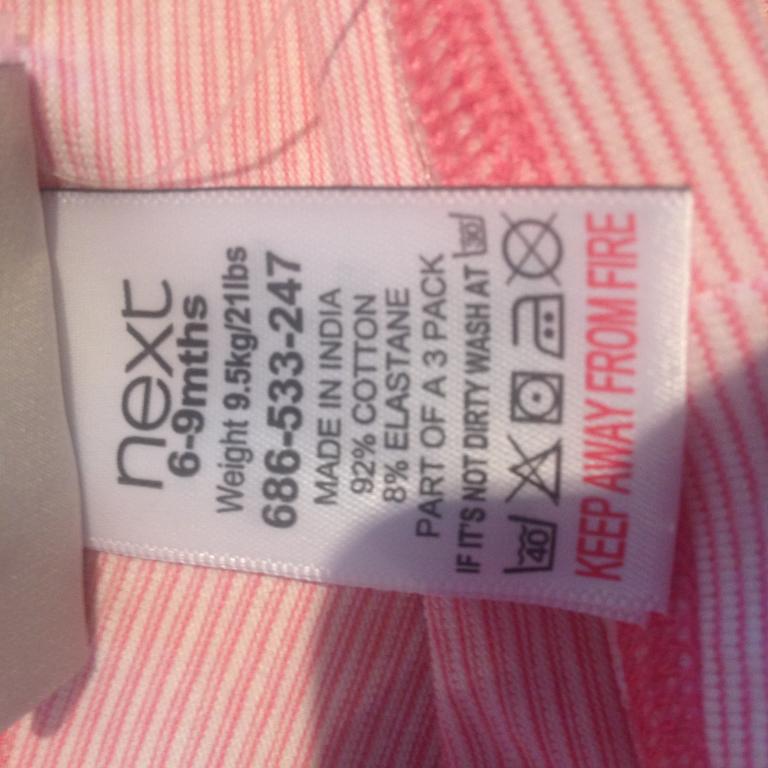 next
6-9mths
Weight 9.5kg/21lbs
686-533-247
MADE IN INDIA
92% COTTON
8% ELASTANE
PART OF A 3 PACK
IF IT'S NOT DIRTY WASH AT 30
40
KEEP AWAY FROM FIRE